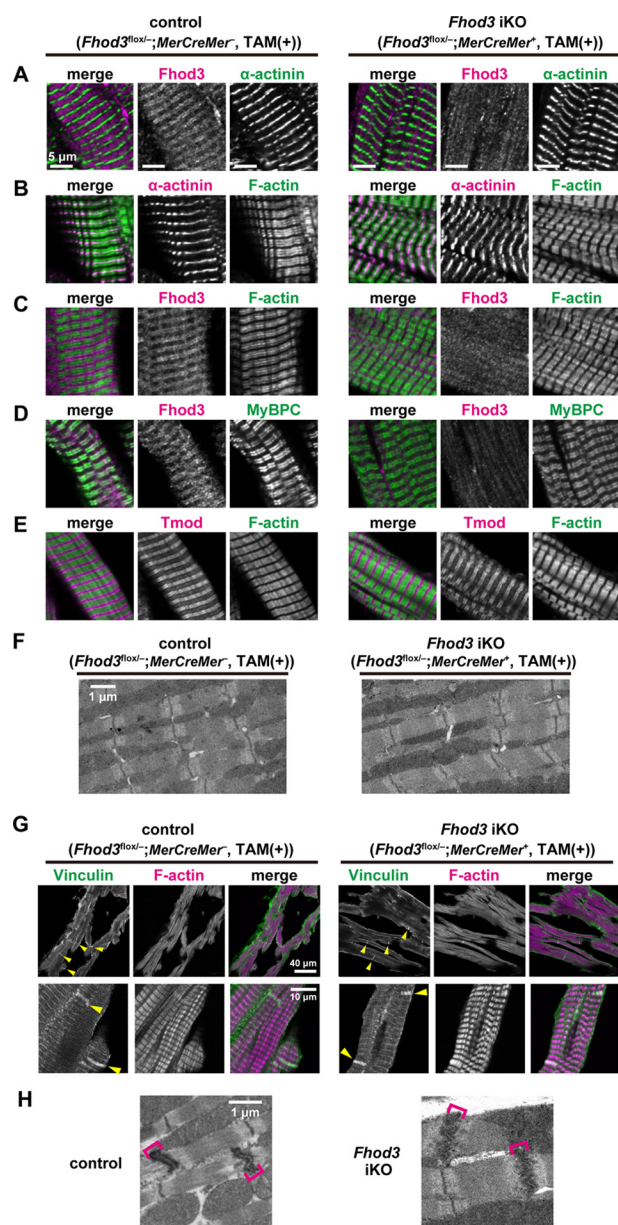 control
(Fhod3flox/–;MerCreMer–, TAM(+))
Fhod3 iKO
(Fhod3flox/–;MerCreMer+, TAM(+))
A
merge Fhod3 α-actinin
merge Fhod3 α-actinin
5 µm
B
merge α-actinin F-actin
merge α-actinin F-actin
C
merge Fhod3 F-actin
merge Fhod3 F-actin
D
merge Fhod3 MyBPC
merge Fhod3 MyBPC
E
merge Tmod F-actin
merge Tmod F-actin
F
control
(Fhod3flox/–;MerCreMer–, TAM(+))
Fhod3 iKO
(Fhod3flox/–;MerCreMer+, TAM(+))
1 µm
G
control
(Fhod3flox/–;MerCreMer–, TAM(+))
Fhod3 iKO
(Fhod3flox/–;MerCreMer+, TAM(+))
Vinculin F-actin merge
Vinculin F-actin merge
40 µm
10 µm
H
control
1 µm
Fhod3
iKO